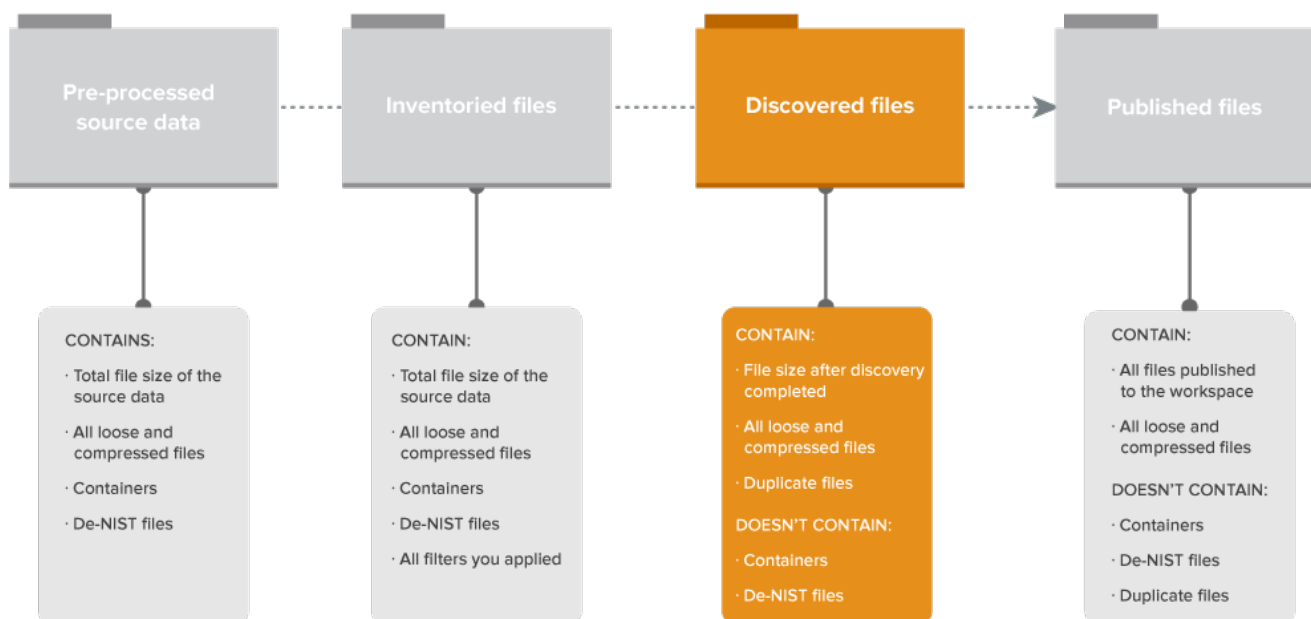 Pre-processed
source data
Inventoried files
Discovered files
Published files
CONTAINS:
· Total file size of the
source data
· All loose and
compressed files
· Containers
· De-NIST files
CONTAIN:
· Total file size of the
source data
· All loose and
compressed files
· Containers
· De-NIST files
· All filters you applied
CONTAIN:
· File size after discovery
completed
· All loose and
compressed files
· Duplicate files
DOESN'T CONTAIN:
· Containers
· De-NIST files
CONTAIN:
· All files published
to the workspace
· All loose and
compressed files
DOESN'T CONTAIN:
· Containers
· De-NIST files
· Duplicate files